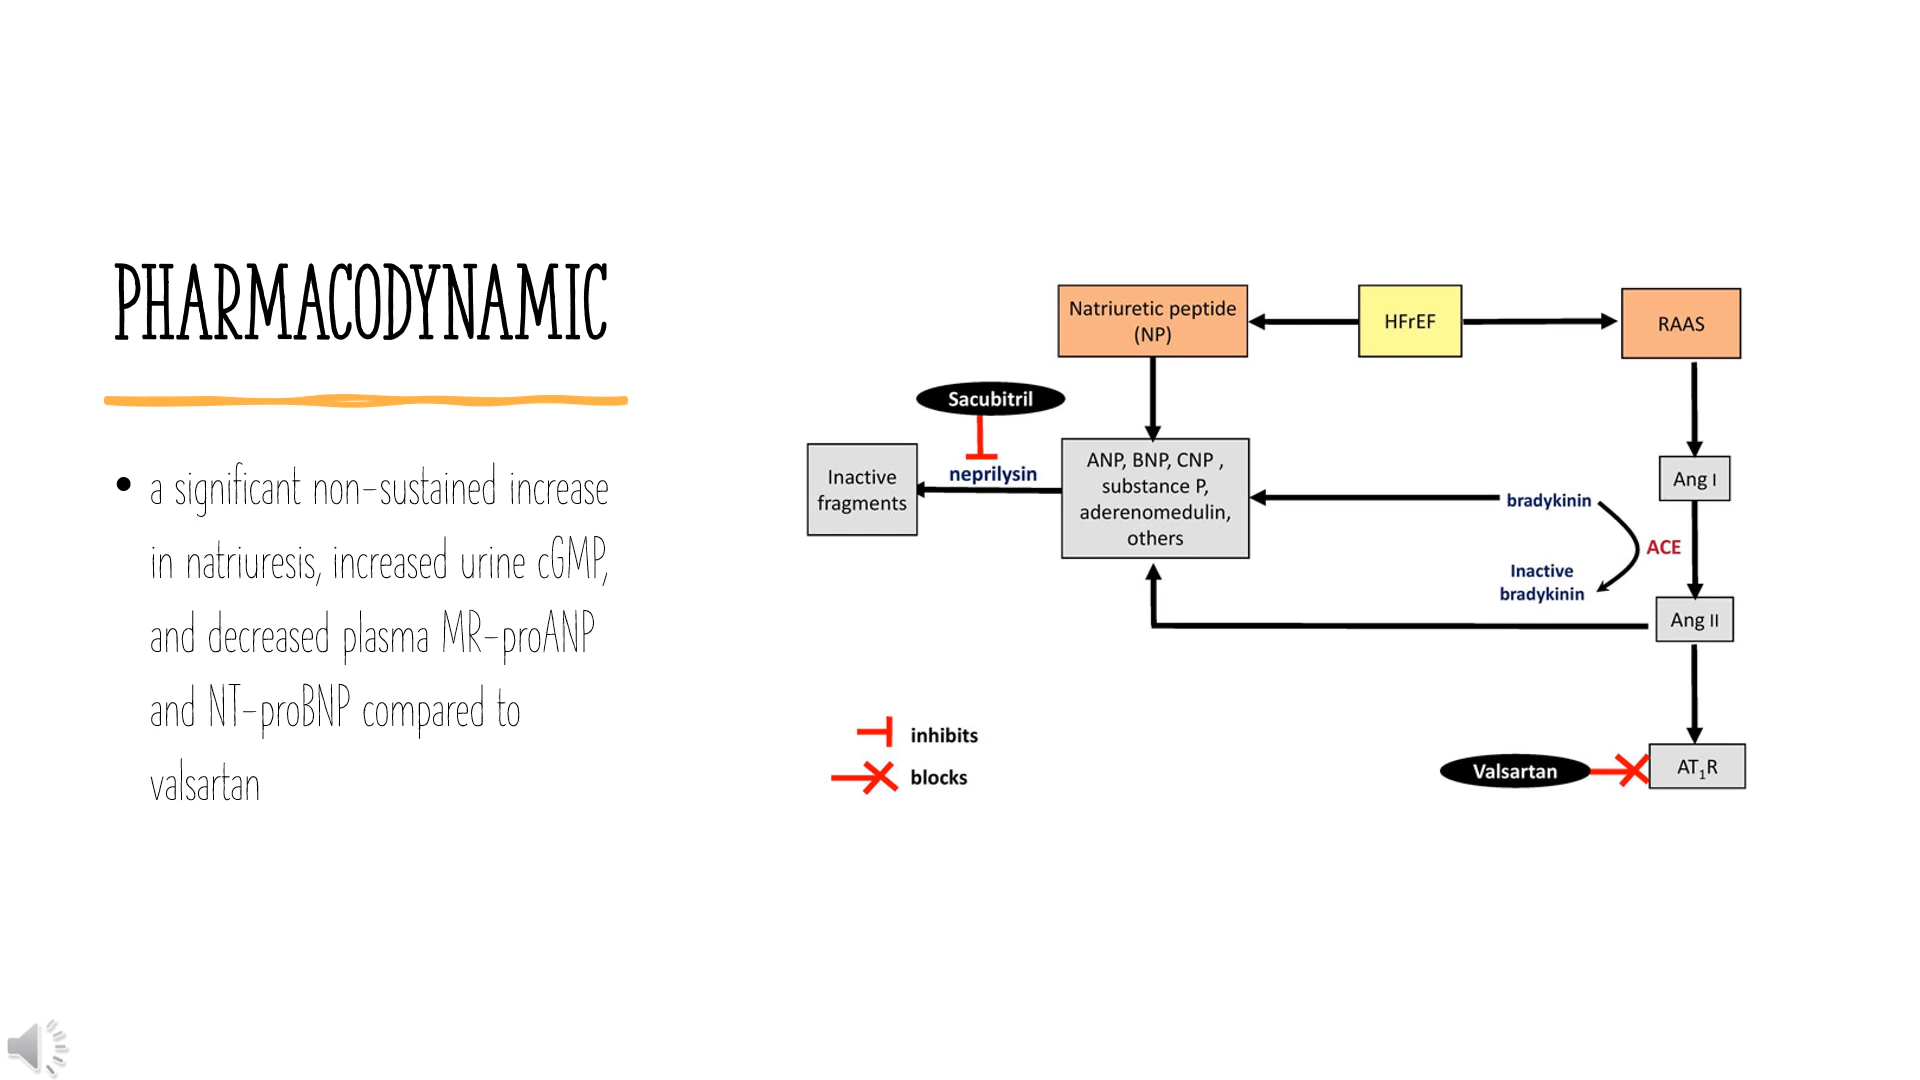 PHARMACODYNAMIC
• a significant non-sustained increase
in natriuresis, increased urine cGMP,
and decreased plasma MR-proANP
and NT-proBNP compared to
valsartan
Natriuretic peptide
(NP)
HFrEF
RAAS
Sacubitril
neprilysin
Inactive
fragments
ANP, BNP, CNP ,
substance P,
aderenomedulin,
others
bradykinin
Inactive
bradykinin
ACE
Ang I
Ang II
AT₁R
Valsartan
inhibits
blocks